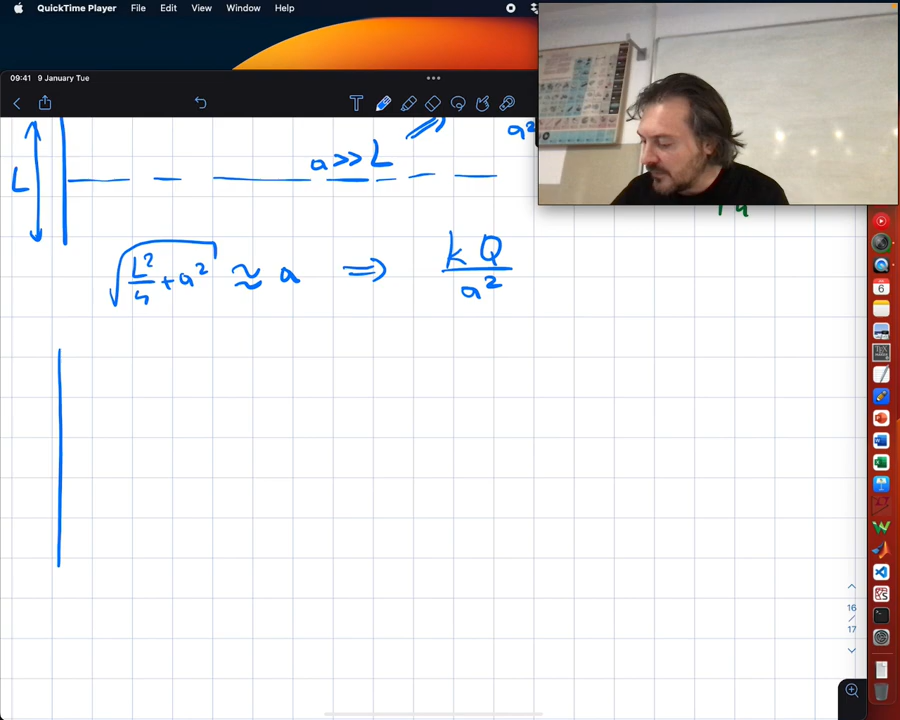 QuickTime Player File Edit View Window Help
09:41 9 January Tue
a²
a >> L
L
√(L²/4 + a²) ≈ a ⇒ kQ/a²
16
/
17